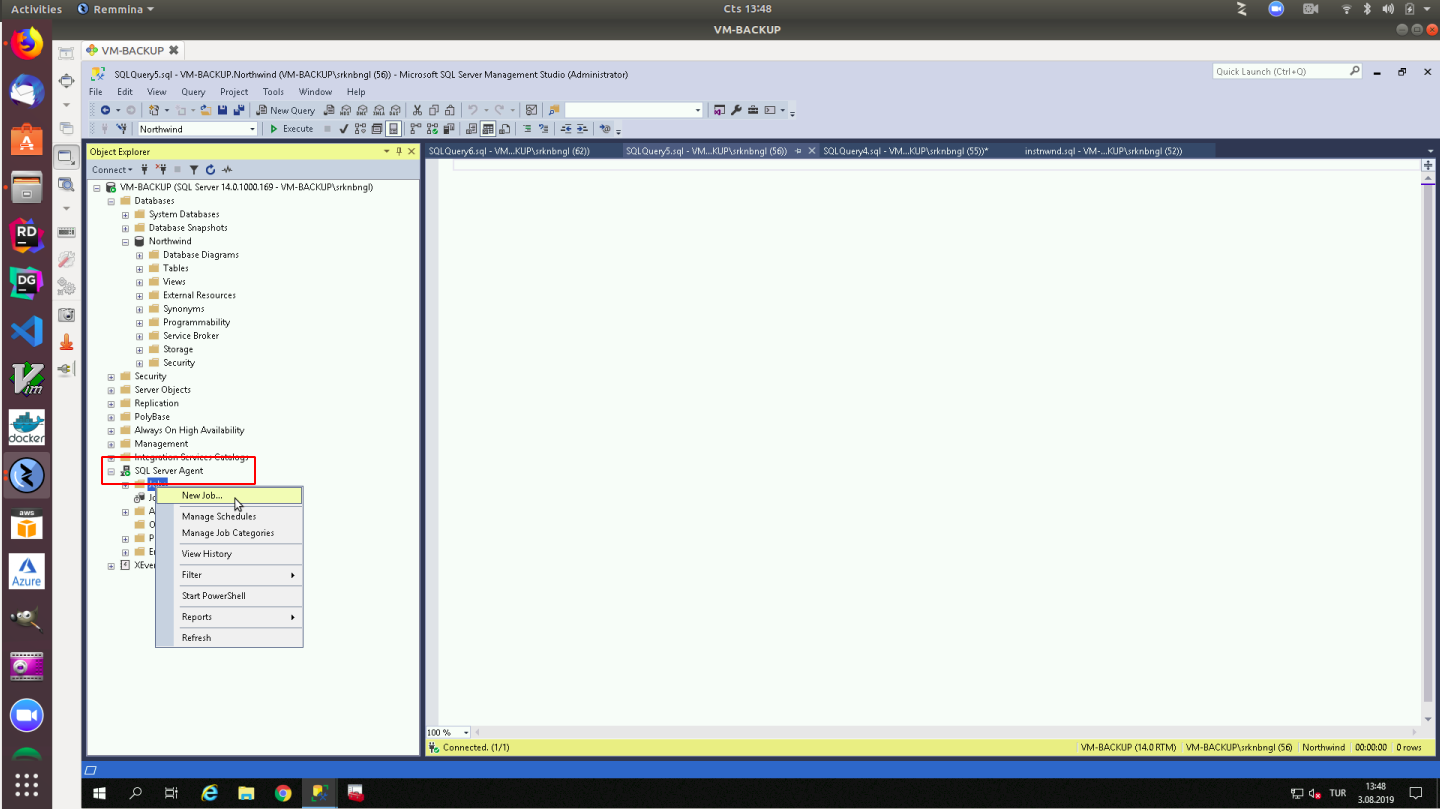 Activities Remmina Cts 13:48
VM-BACKUP
VM-BACKUP
SQLQuery5.sql - VM-BACKUP.Northwind (VM-BACKUP\srknbngl (56)) - Microsoft SQL Server Management Studio (Administrator)
Quick Launch (Ctrl+Q)
File Edit View Query Project Tools Window Help
New Query
Northwind Execute
Object Explorer
SQLQuery6.sql - VM...KUP\srknbngl (62)) SQLQuery5.sql - VM...KUP\srknbngl (56)) SQLQuery4.sql - VM...KUP\srknbngl (55))* instnwnd.sql - VM-...KUP\srknbngl (52))
Connect
VM-BACKUP (SQL Server 14.0.1000.169 - VM-BACKUP\srknbngl)
Databases
System Databases
Database Snapshots
Northwind
Database Diagrams
Tables
Views
External Resources
Synonyms
Programmability
Service Broker
Storage
Security
Security
Server Objects
Replication
PolyBase
Always On High Availability
Management
Integration Services Catalogs
SQL Server Agent
Jobs
New Job...
Manage Schedules
Manage Job Categories
View History
Filter
Start PowerShell
Reports
Refresh
RD
DG
Vim
docker
aws
Azure
100 %
Connected. (1/1) VM-BACKUP (14.0 RTM) VM-BACKUP\srknbngl (56) Northwind 00:00:00 0 rows
TUR
13:48
3.08.2019